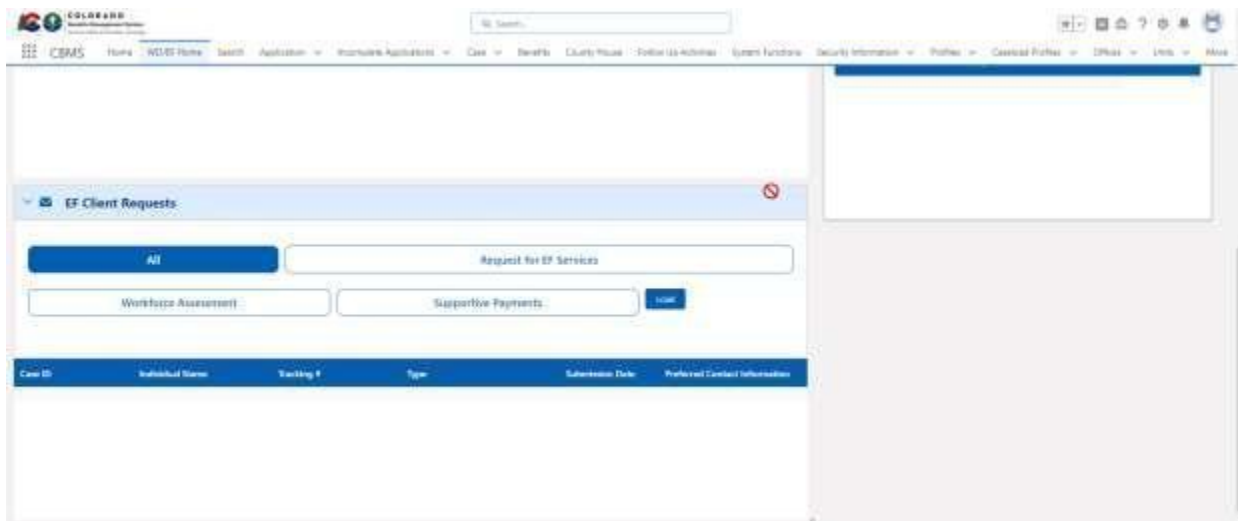 COLORADO
Search...
CBMS Home WD/EF Home Search Application Incomplete Applications Case Benefits County House Follow Up Activities System Functions Security Information Profiles Caseload Profiles Offices Units More
EF Client Requests
All Request for EF Services
Workforce Assessment Supportive Payments
Case ID Individual Name Tracking # Type Submission Date Preferred Contact Information